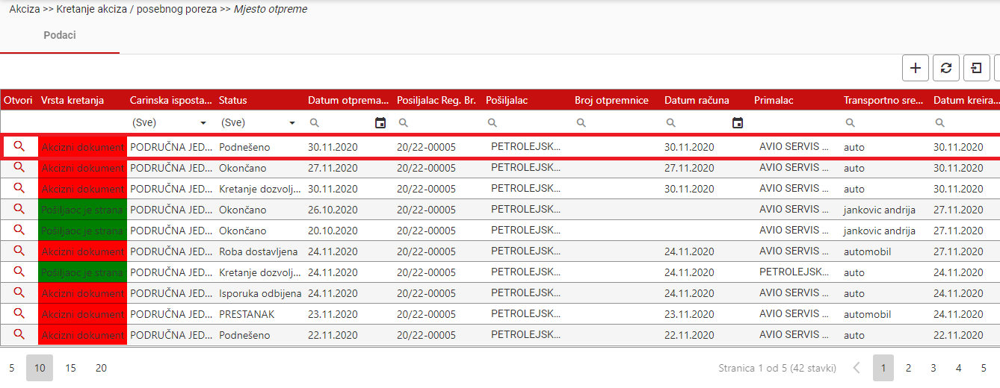 Akciza >> Kretanje akciza / posebnog poreza >> Mjesto otpreme
Podaci
Otvori Vrsta kretanja Carinska isposta... Status Datum otprema... Posiljalac Reg. Br. Pošiljalac Broj otpremnice Datum računa Primalac Transportno sre... Datum kreira...
(Sve) (Sve)
Akcizni dokument PODRUČNA JED... Podnešeno 30.11.2020 20/22-00005 PETROLEJSK... 30.11.2020 AVIO SERVIS ... auto 30.11.2020
Akcizni dokument PODRUČNA JED... Okončano 27.11.2020 20/22-00005 PETROLEJSK... 27.11.2020 AVIO SERVIS ... auto 30.11.2020
Akcizni dokument PODRUČNA JED... Kretanje dozvolj... 30.11.2020 20/22-00005 PETROLEJSK... 30.11.2020 AVIO SERVIS ... auto 30.11.2020
Pošiljaoc je strana PODRUČNA JED... Okončano 26.10.2020 20/22-00005 PETROLEJSK... AVIO SERVIS ... jankovic andrija 27.11.2020
Pošiljaoc je strana PODRUČNA JED... Okončano 20.10.2020 20/22-00005 PETROLEJSK... AVIO SERVIS ... jankovic andrija 27.11.2020
Akcizni dokument PODRUČNA JED... Roba dostavljena 24.11.2020 20/22-00005 PETROLEJSK... 24.11.2020 AVIO SERVIS ... automobil 27.11.2020
Pošiljaoc je strana PODRUČNA JED... Kretanje dozvolj... 24.11.2020 20/22-00005 PETROLEJSK... 24.11.2020 PETROLEJSK... auto 24.11.2020
Akcizni dokument PODRUČNA JED... Isporuka odbijena 24.11.2020 20/22-00005 PETROLEJSK... 24.11.2020 AVIO SERVIS ... auto 24.11.2020
Akcizni dokument PODRUČNA JED... PRESTANAK 23.11.2020 20/22-00005 PETROLEJSK... 23.11.2020 AVIO SERVIS ... automobil 24.11.2020
Akcizni dokument PODRUČNA JED... Podnešeno 22.11.2020 20/22-00005 PETROLEJSK... 22.11.2020 AVIO SERVIS ... auto 22.11.2020
5 10 15 20 Stranica 1 od 5 (42 stavki) 1 2 3 4 5